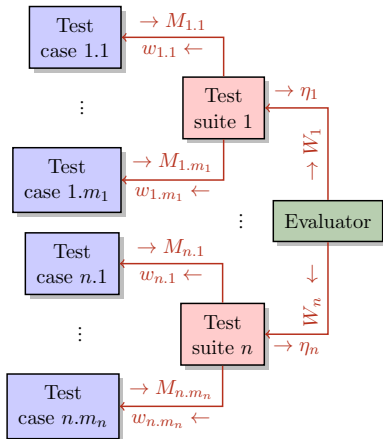 Test
case 1.1
→ M₁.₁
w₁.₁ ←
⋮
Test
suite 1
→ η₁
→ W₁
Test
case 1.m₁
→ M₁.ₘ₁
w₁.ₘ₁ ←
⋮
Evaluator
Test
case n.1
→ Mₙ.₁
wₙ.₁ ←
Wₙ ←
⋮
Test
suite n
→ ηₙ
Test
case n.mₙ
→ Mₙ.ₘₙ
wₙ.ₘₙ ←